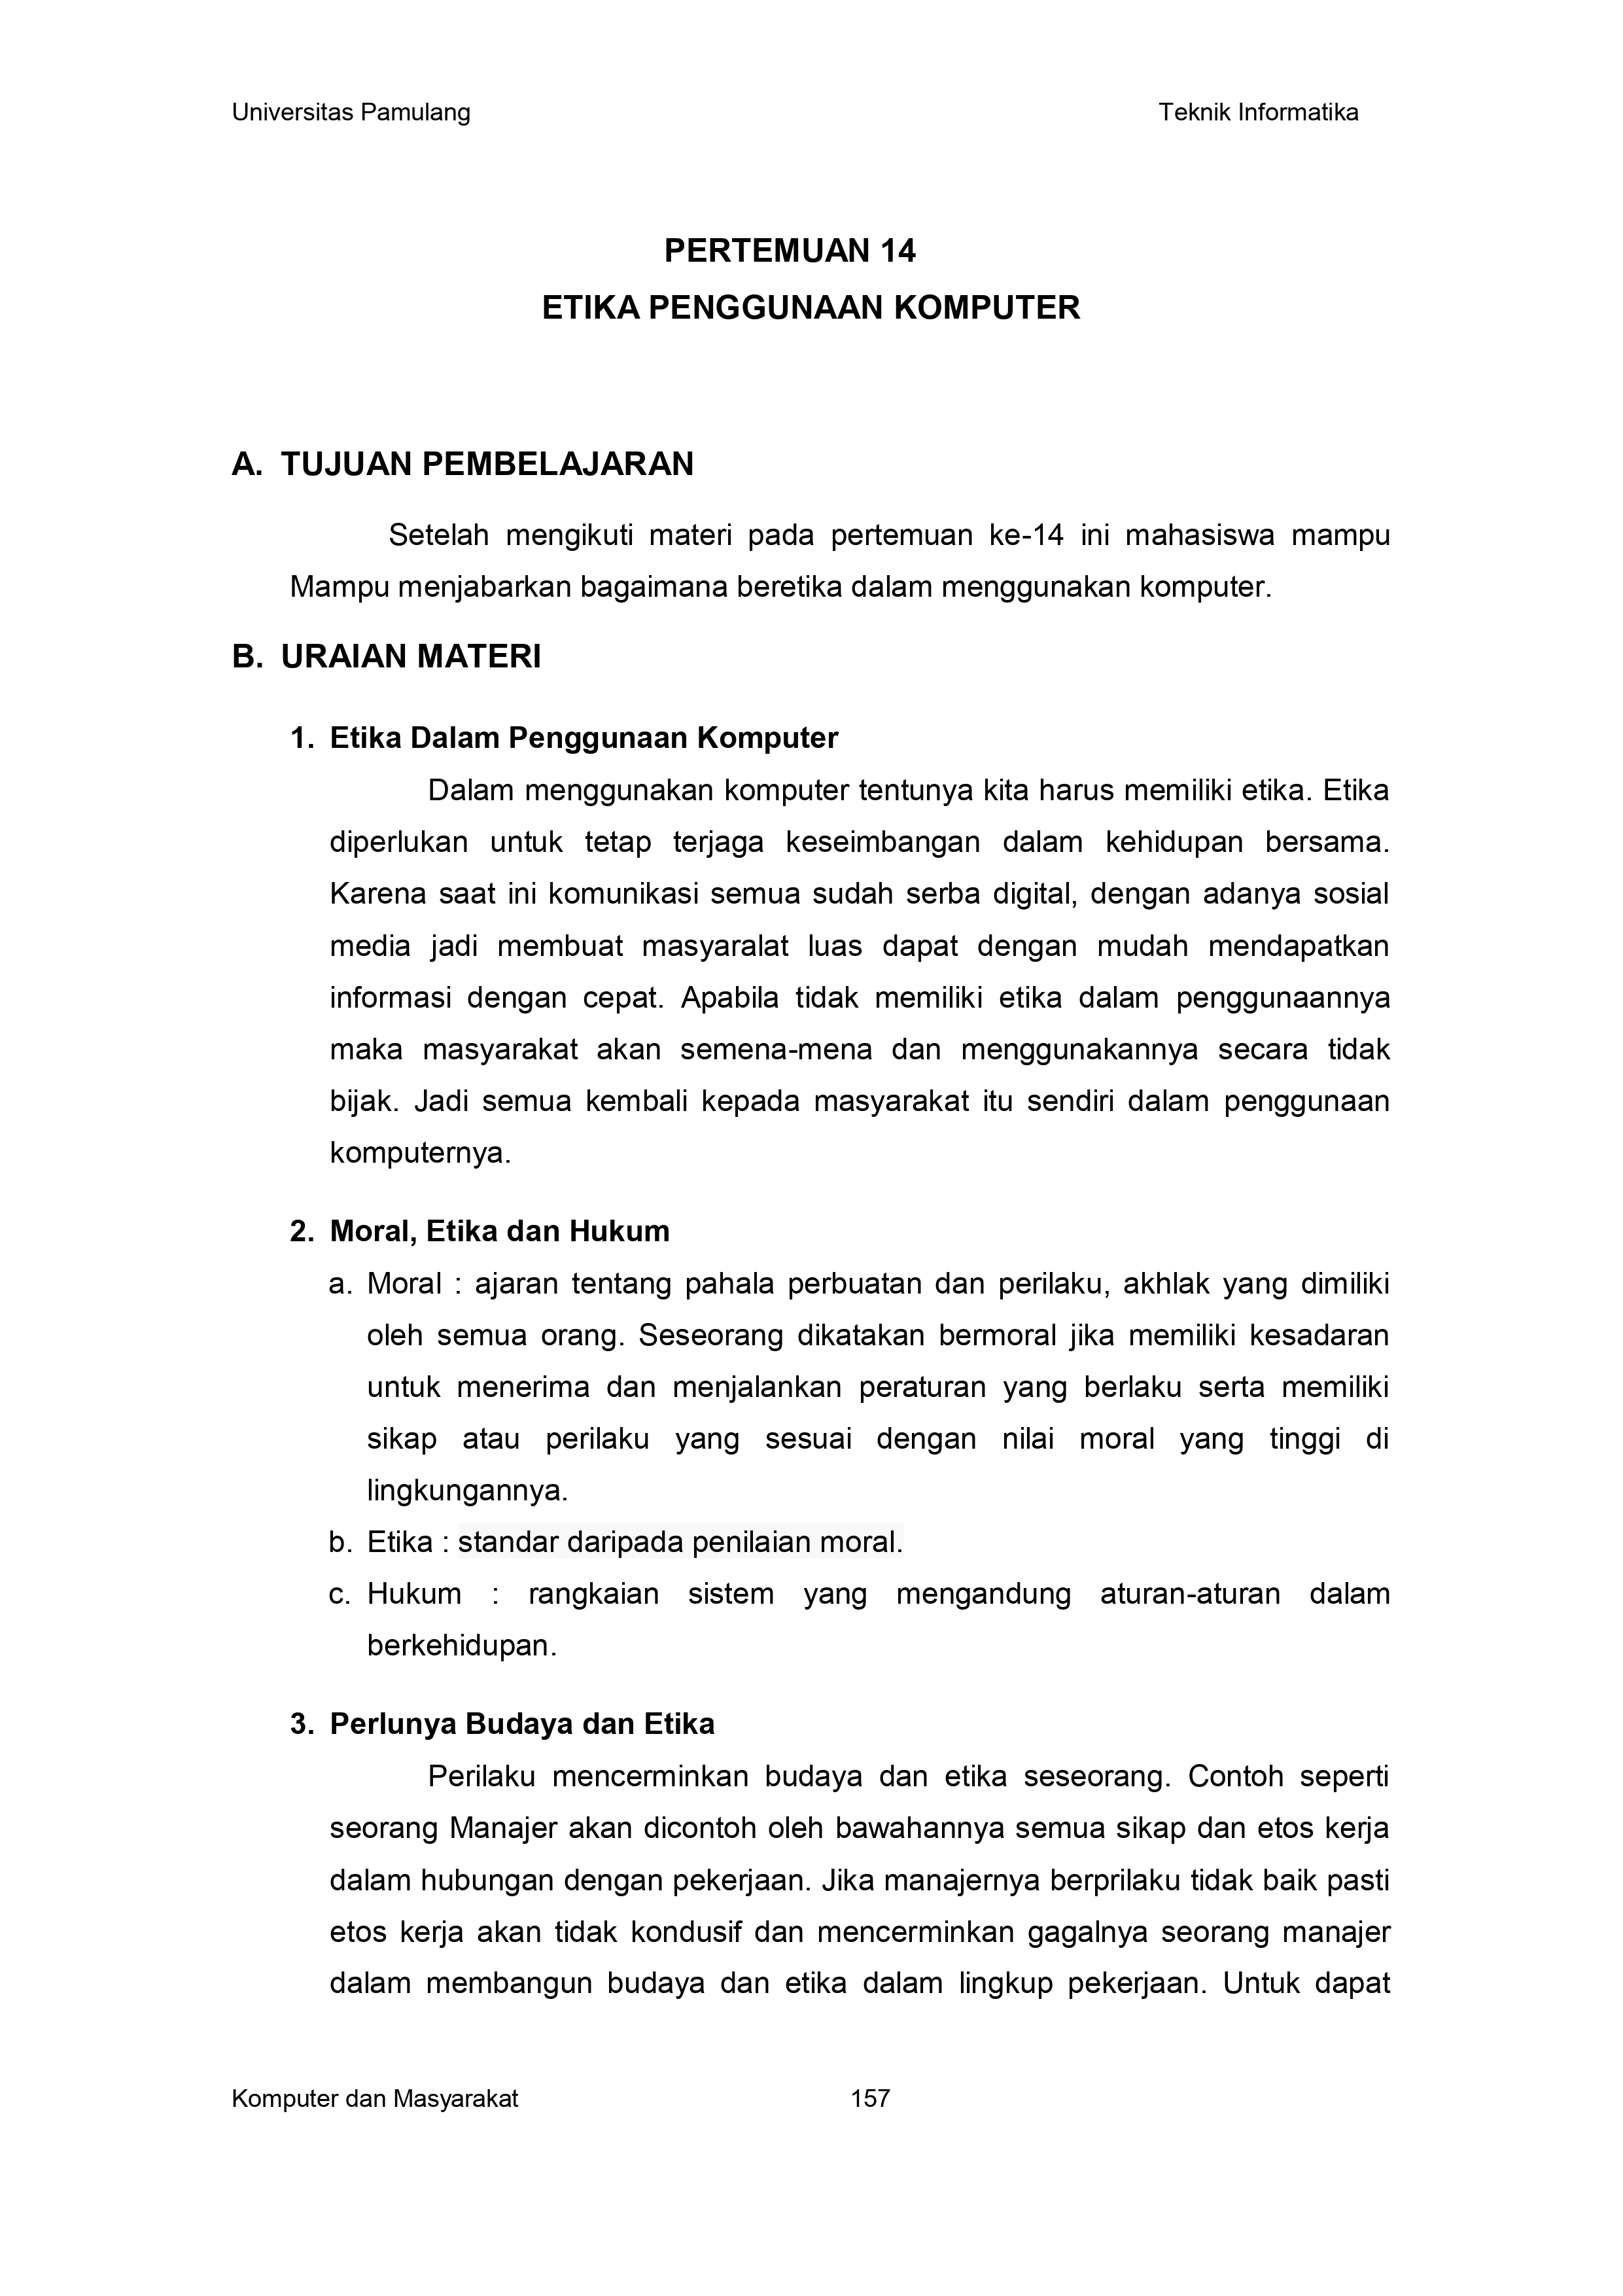 Universitas Pamulang Teknik Informatika
PERTEMUAN 14
ETIKA PENGGUNAAN KOMPUTER
A. TUJUAN PEMBELAJARAN
Setelah mengikuti materi pada pertemuan ke-14 ini mahasiswa mampu
Mampu menjabarkan bagaimana beretika dalam menggunakan komputer.
B. URAIAN MATERI
1. Etika Dalam Penggunaan Komputer
Dalam menggunakan komputer tentunya kita harus memiliki etika. Etika
diperlukan untuk tetap terjaga keseimbangan dalam kehidupan bersama.
Karena saat ini komunikasi semua sudah serba digital, dengan adanya sosial
media jadi membuat masyaralat luas dapat dengan mudah mendapatkan
informasi dengan cepat. Apabila tidak memiliki etika dalam penggunaannya
maka masyarakat akan semena-mena dan menggunakannya secara tidak
bijak. Jadi semua kembali kepada masyarakat itu sendiri dalam penggunaan
komputernya.
2. Moral, Etika dan Hukum
a. Moral : ajaran tentang pahala perbuatan dan perilaku, akhlak yang dimiliki
oleh semua orang. Seseorang dikatakan bermoral jika memiliki kesadaran
untuk menerima dan menjalankan peraturan yang berlaku serta memiliki
sikap atau perilaku yang sesuai dengan nilai moral yang tinggi di
lingkungannya.
b. Etika : standar daripada penilaian moral.
c. Hukum : rangkaian sistem yang mengandung aturan-aturan dalam
berkehidupan.
3. Perlunya Budaya dan Etika
Perilaku mencerminkan budaya dan etika seseorang. Contoh seperti
seorang Manajer akan dicontoh oleh bawahannya semua sikap dan etos kerja
dalam hubungan dengan pekerjaan. Jika manajernya berprilaku tidak baik pasti
etos kerja akan tidak kondusif dan mencerminkan gagalnya seorang manajer
dalam membangun budaya dan etika dalam lingkup pekerjaan. Untuk dapat
Komputer dan Masyarakat 157